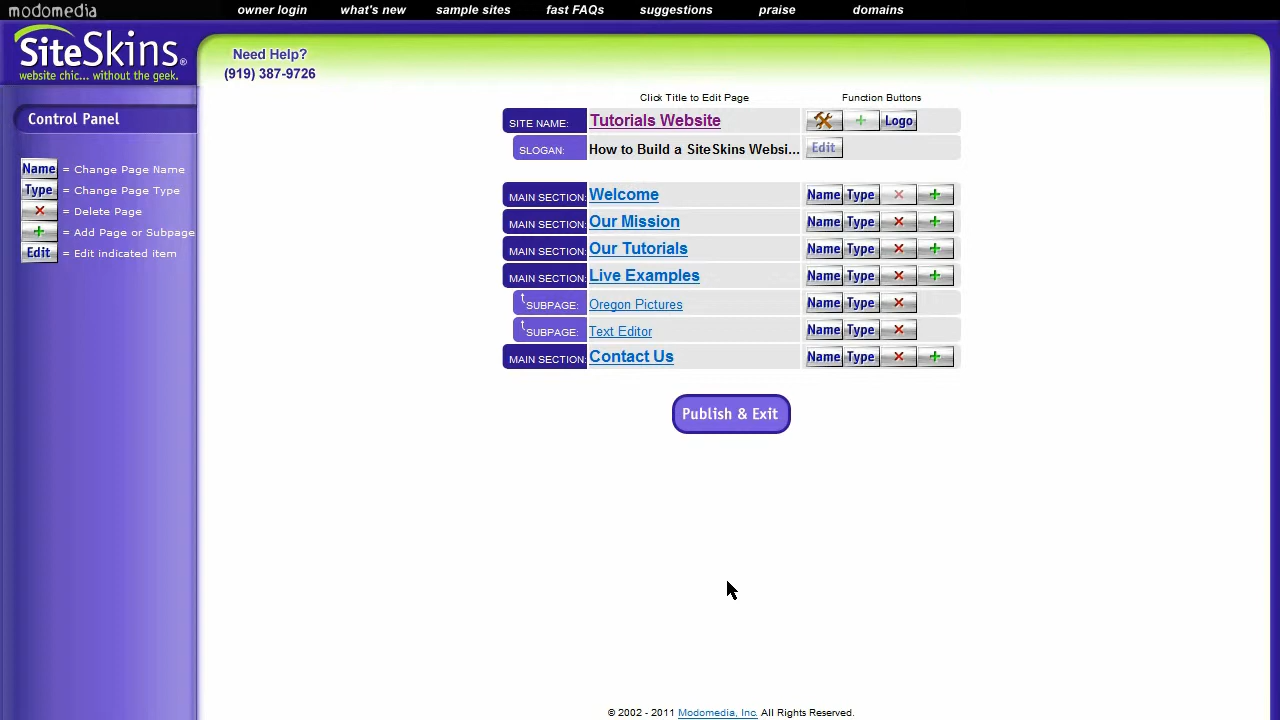 modomedia
owner login what's new sample sites fast FAQs suggestions praise domains
SiteSkins®
website chic... without the geek.
Need Help?
(919) 387-9726
Control Panel
Name = Change Page Name
Type = Change Page Type
= Delete Page
= Add Page or Subpage
Edit = Edit indicated item
Click Title to Edit Page Function Buttons
SITE NAME: Tutorials Website Logo
SLOGAN: How to Build a SiteSkins Websi... Edit
MAIN SECTION: Welcome Name Type
MAIN SECTION: Our Mission Name Type
MAIN SECTION: Our Tutorials Name Type
MAIN SECTION: Live Examples Name Type
SUBPAGE: Oregon Pictures Name Type
SUBPAGE: Text Editor Name Type
MAIN SECTION: Contact Us Name Type
Publish & Exit
© 2002 - 2011 Modomedia, Inc. All Rights Reserved.